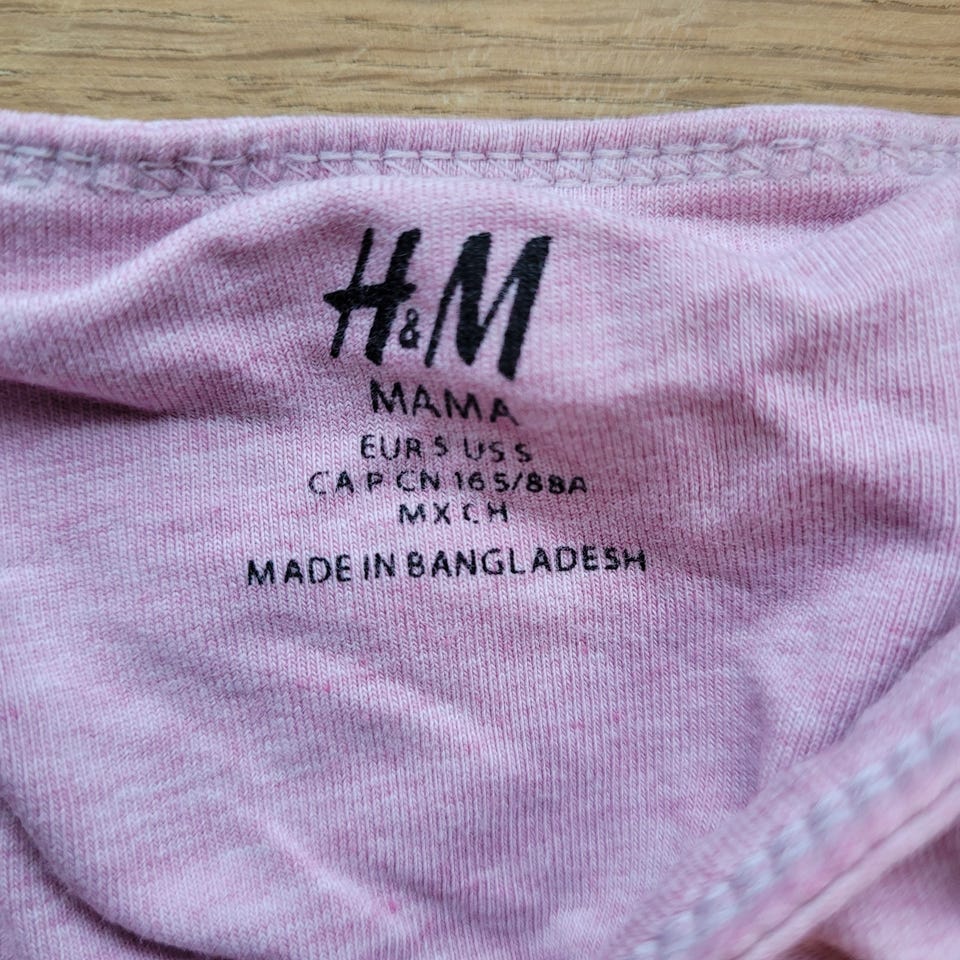 H&M
MAMA
EUR S US S
CA P CN 165/88A
MX CH
MADE IN BANGLADESH